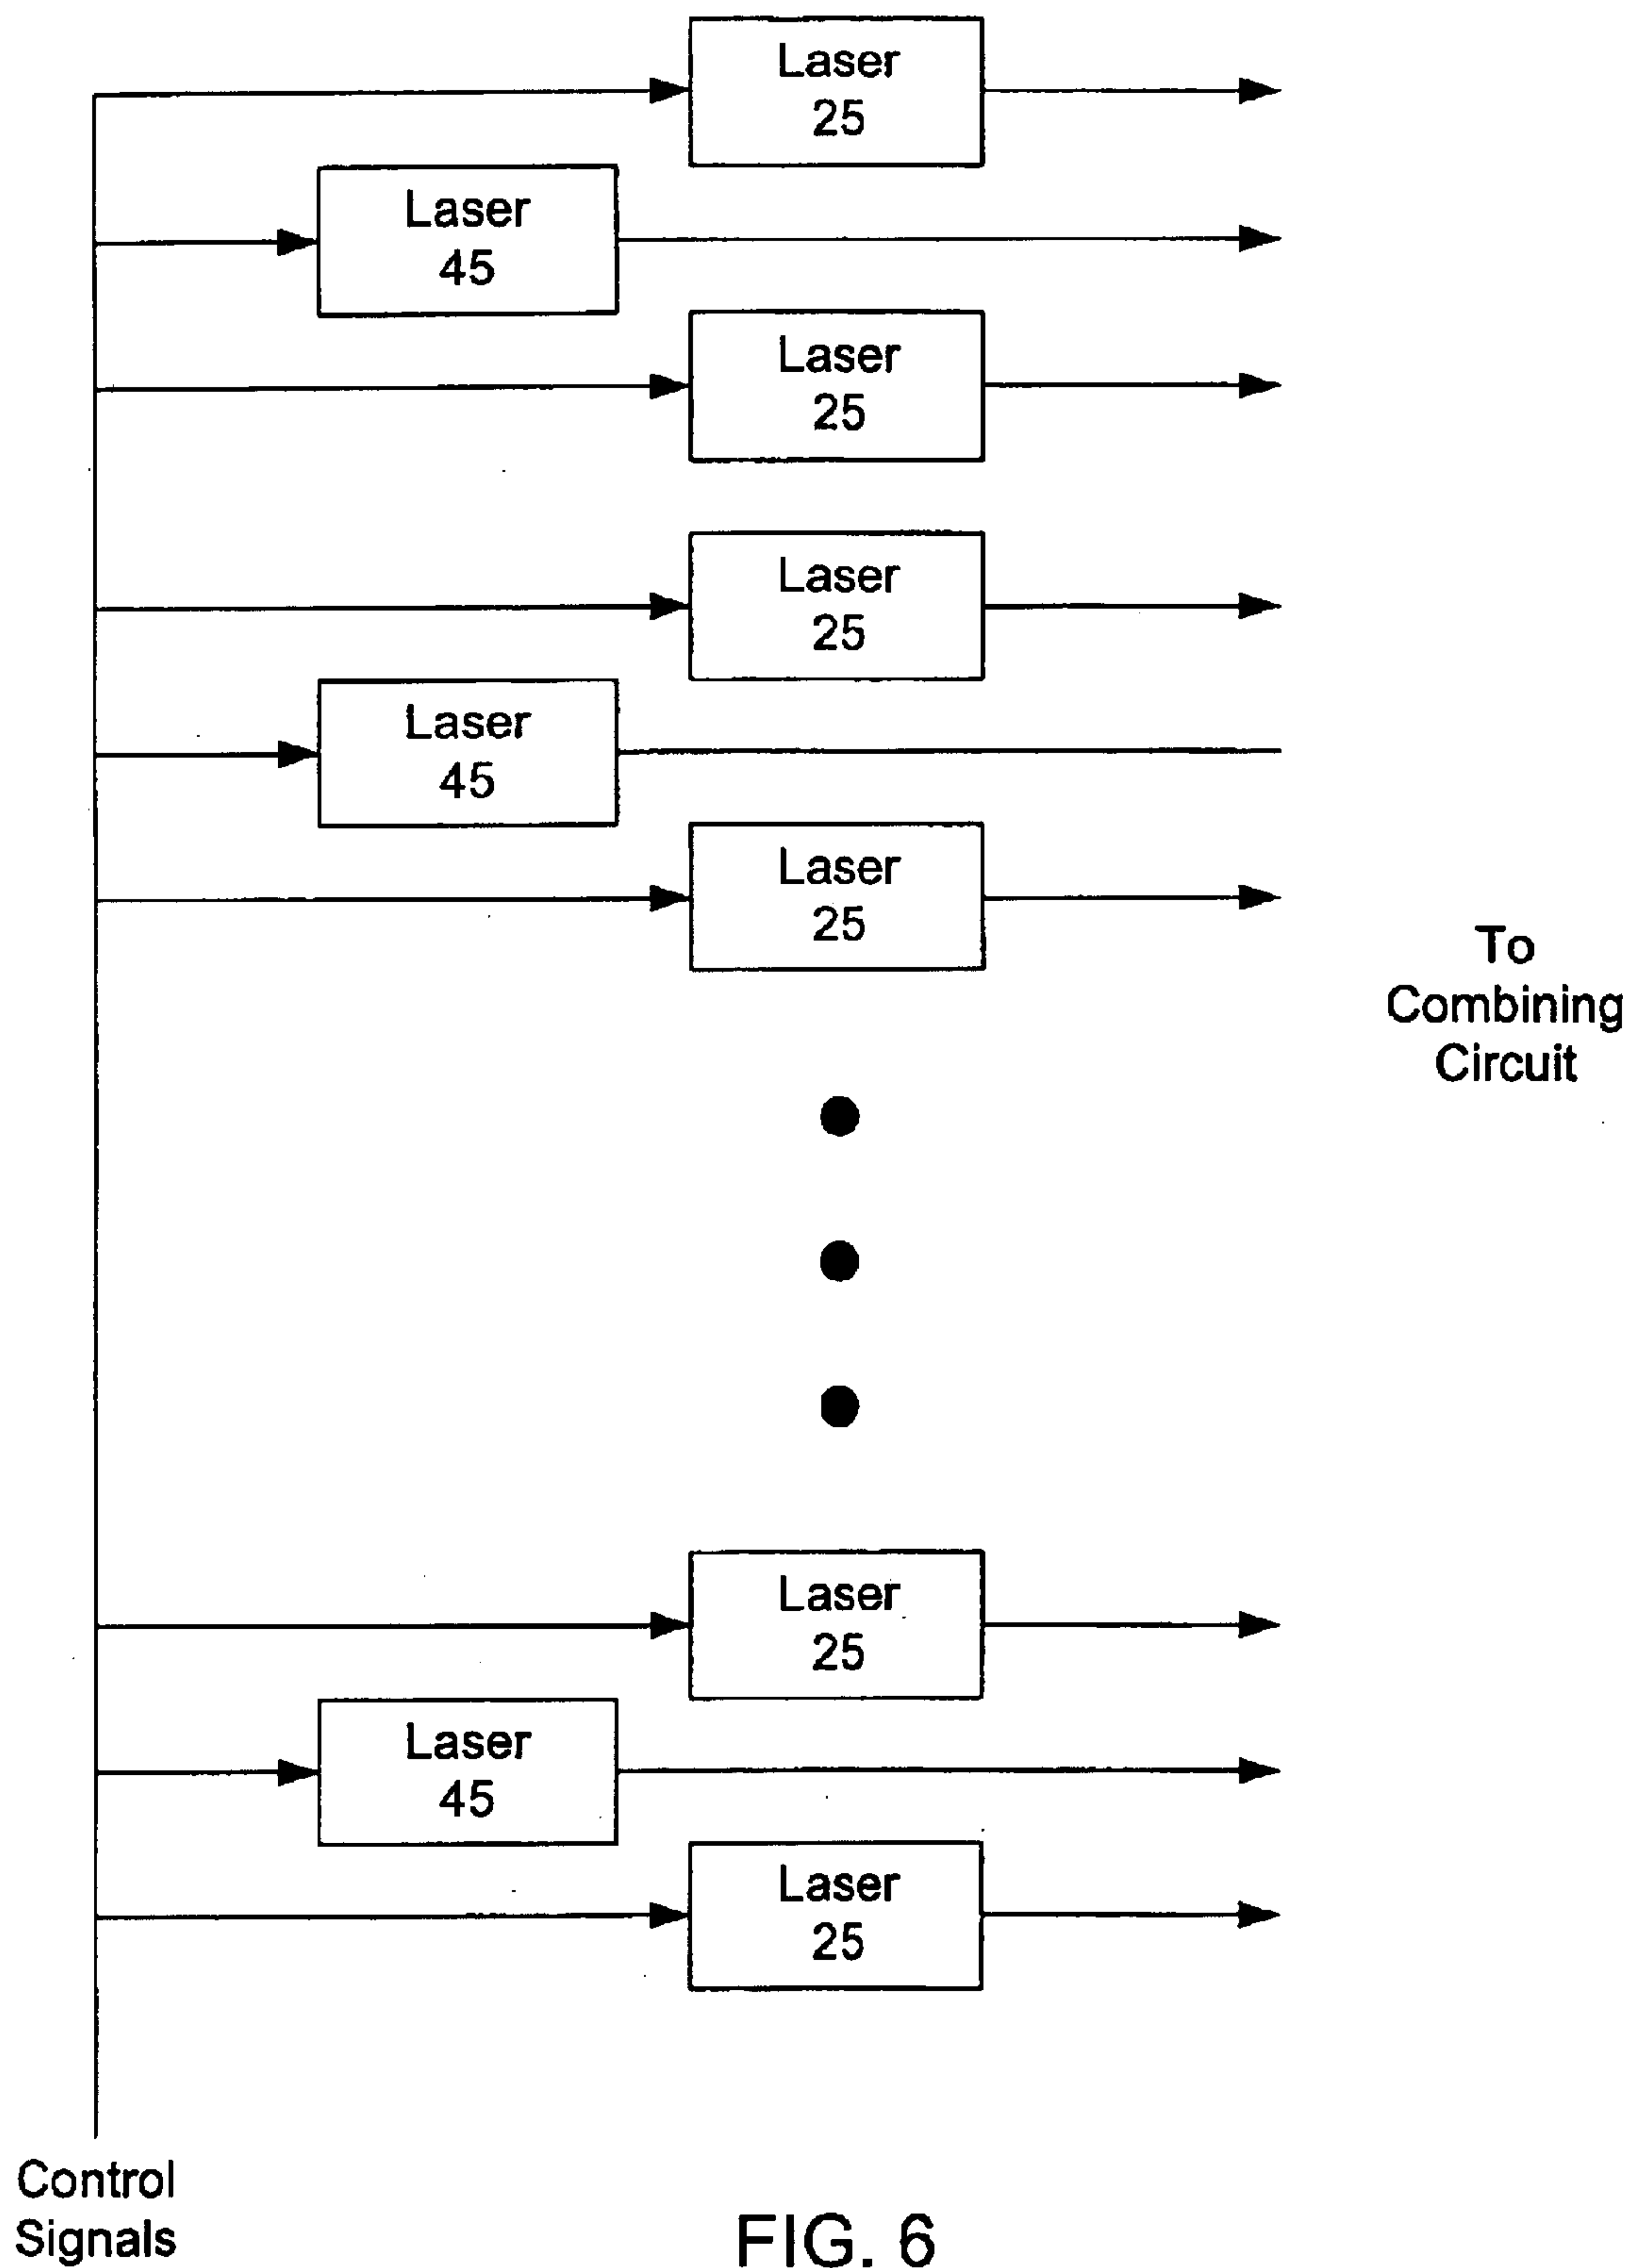 Laser
25
Laser
45
Laser
25
Laser
25
Laser
45
Laser
25
To
Combining
Circuit
Laser
25
Laser
45
Laser
25
Control
Signals
FIG. 6